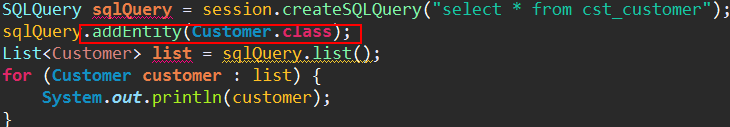 SQLQuery sqlQuery = session.createSQLQuery("select * from cst_customer");
sqlQuery.addEntity(Customer.class);
List<Customer> list = sqlQuery.list();
for (Customer customer : list) {
    System.out.println(customer);
}